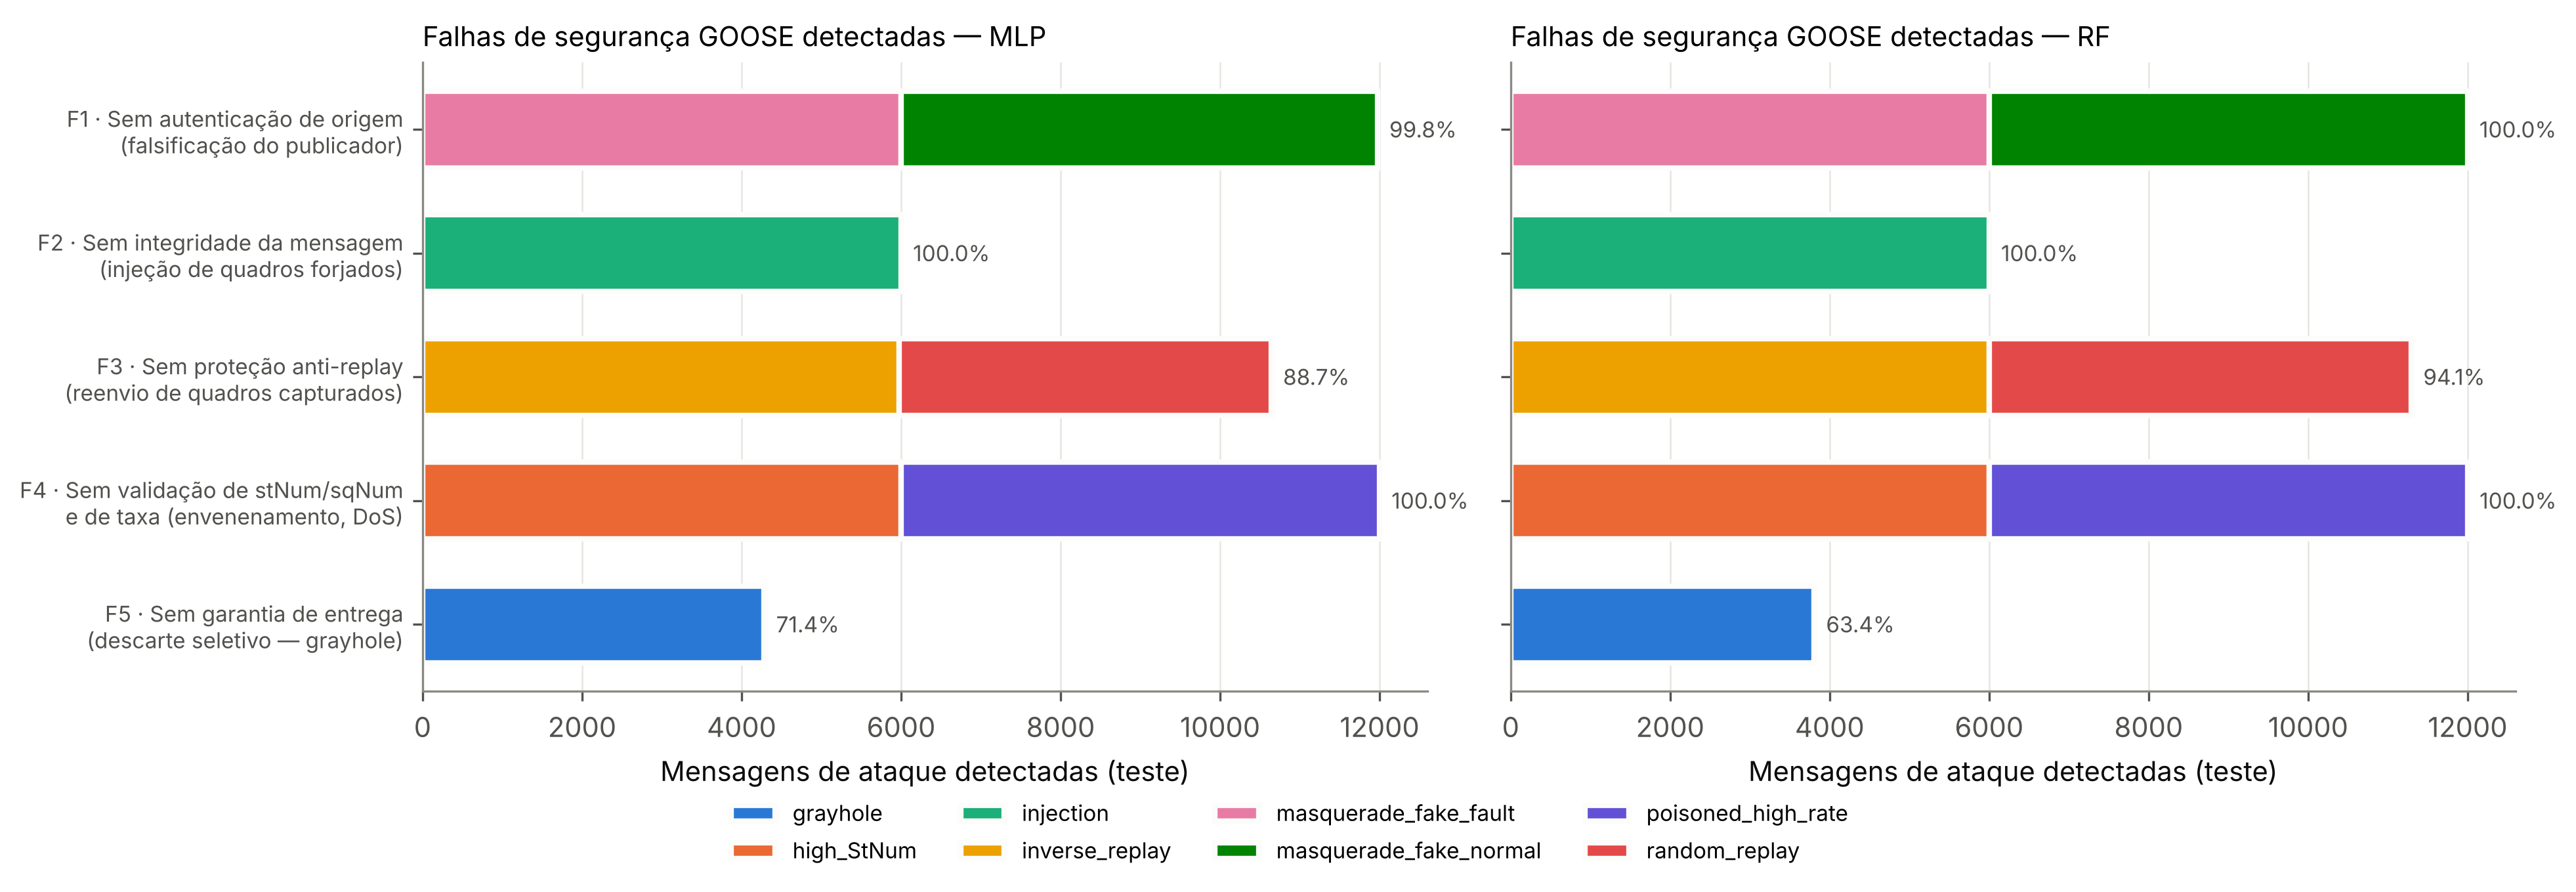 Falhas de segurança GOOSE detectadas — MLP
F1 · Sem autenticação de origem
(falsificação do publicador)
99.8%
F2 · Sem integridade da mensagem
(injeção de quadros forjados)
100.0%
F3 · Sem proteção anti-replay
(reenvio de quadros capturados)
88.7%
F4 · Sem validação de stNum/sqNum
e de taxa (envenenamento, DoS)
100.0%
F5 · Sem garantia de entrega
(descarte seletivo — grayhole)
71.4%
0 2000 4000 6000 8000 10000 12000
Mensagens de ataque detectadas (teste)
Falhas de segurança GOOSE detectadas — RF
100.0%
100.0%
94.1%
100.0%
63.4%
0 2000 4000 6000 8000 10000 12000
Mensagens de ataque detectadas (teste)
grayhole injection masquerade_fake_fault poisoned_high_rate
high_StNum inverse_replay masquerade_fake_normal random_replay